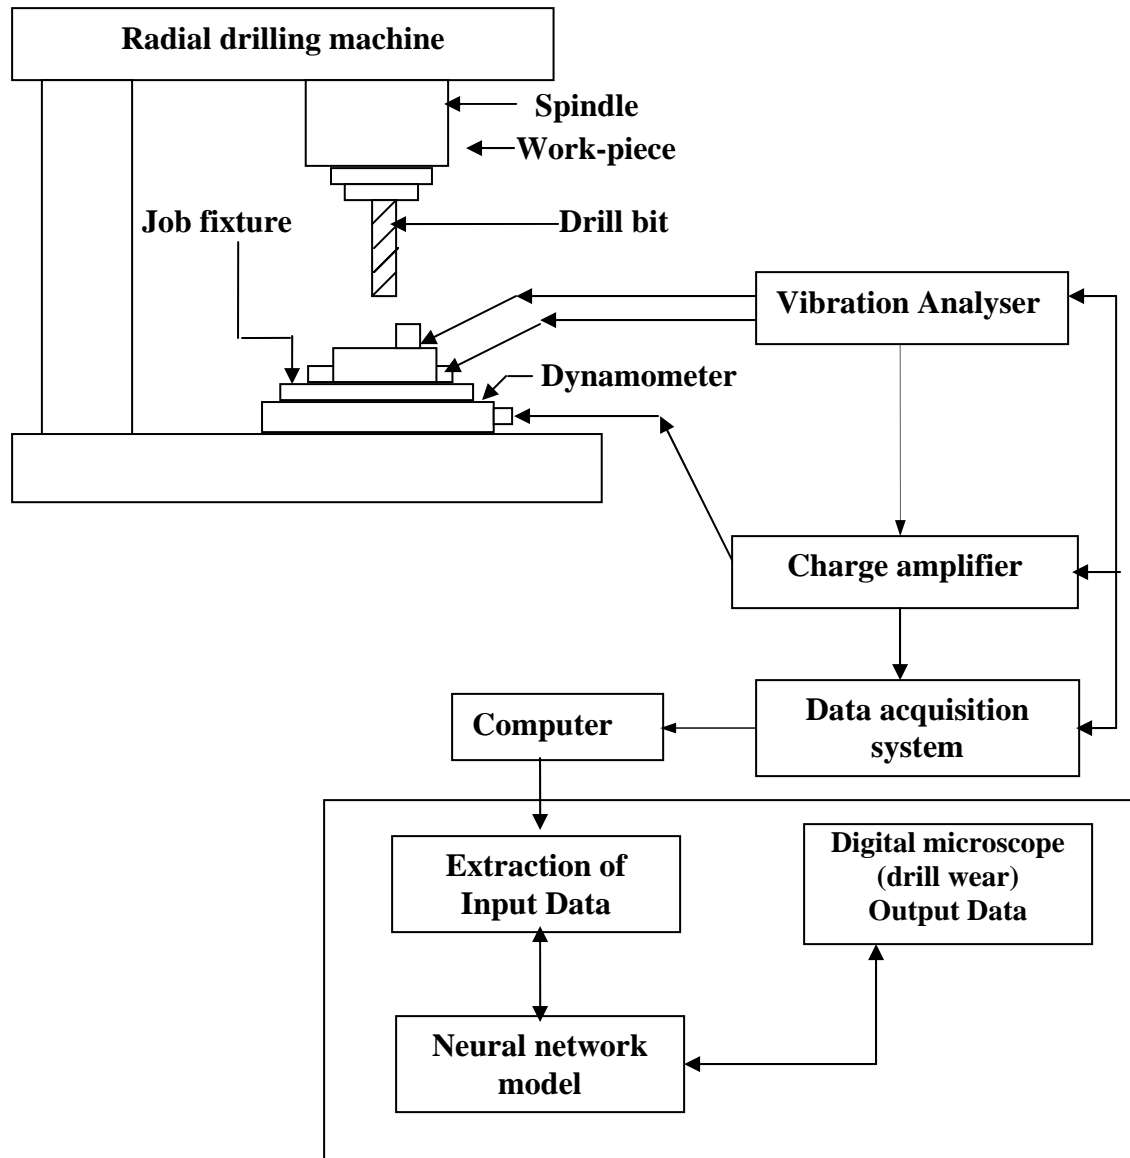 Radial drilling machine
Spindle
Work-piece
Job fixture
Drill bit
Vibration Analyser
Dynamometer
Charge amplifier
Data acquisition
system
Computer
Extraction of
Input Data
Digital microscope
(drill wear)
Output Data
Neural network
model